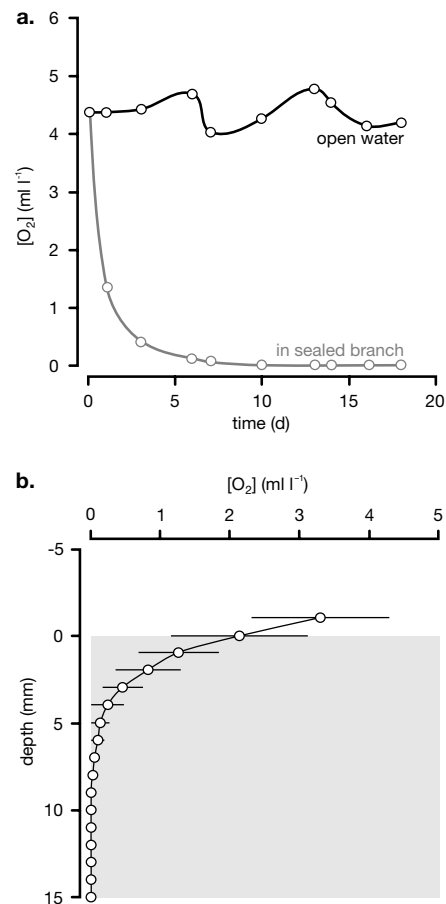 a.
6
5
4
3
2
1
0
[O₂] (ml l⁻¹)
open water
in sealed branch
0 5 10 15 20
time (d)
b.
[O₂] (ml l⁻¹)
0 1 2 3 4 5
-5
0
5
10
15
depth (mm)